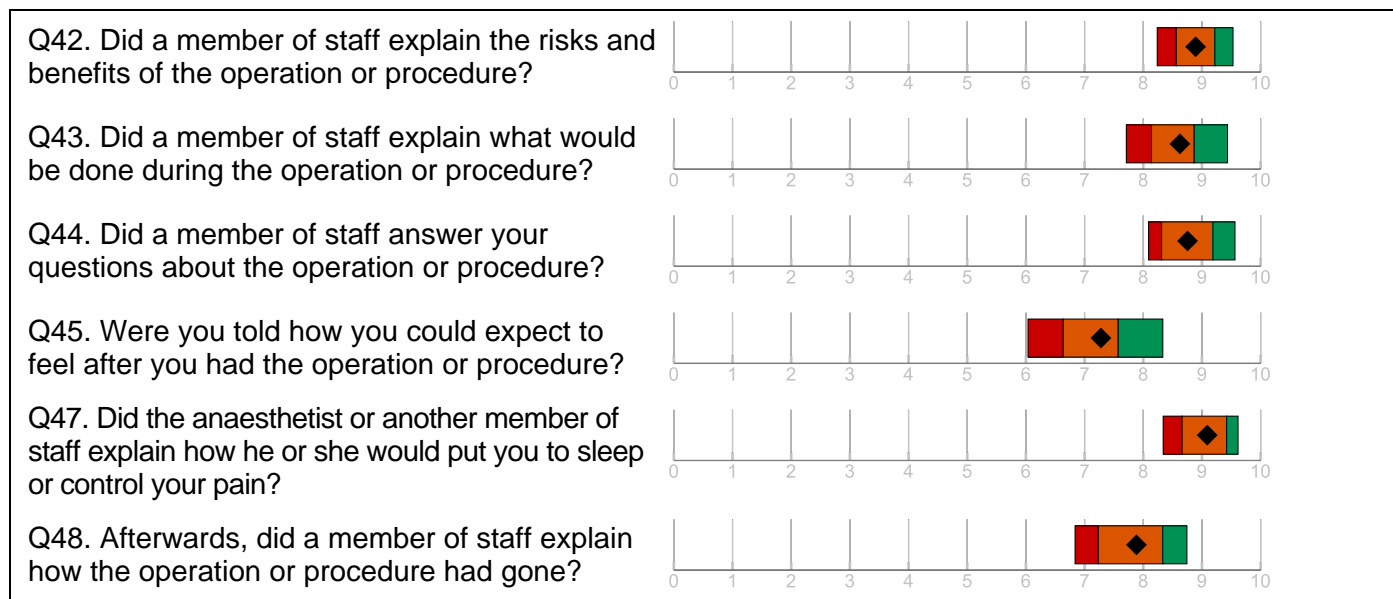 Q42. Did a member of staff explain the risks and
benefits of the operation or procedure?
0 1 2 3 4 5 6 7 8 9 10
Q43. Did a member of staff explain what would
be done during the operation or procedure?
0 1 2 3 4 5 6 7 8 9 10
Q44. Did a member of staff answer your
questions about the operation or procedure?
0 1 2 3 4 5 6 7 8 9 10
Q45. Were you told how you could expect to
feel after you had the operation or procedure?
0 1 2 3 4 5 6 7 8 9 10
Q47. Did the anaesthetist or another member of
staff explain how he or she would put you to sleep
or control your pain?
0 1 2 3 4 5 6 7 8 9 10
Q48. Afterwards, did a member of staff explain
how the operation or procedure had gone?
0 1 2 3 4 5 6 7 8 9 10